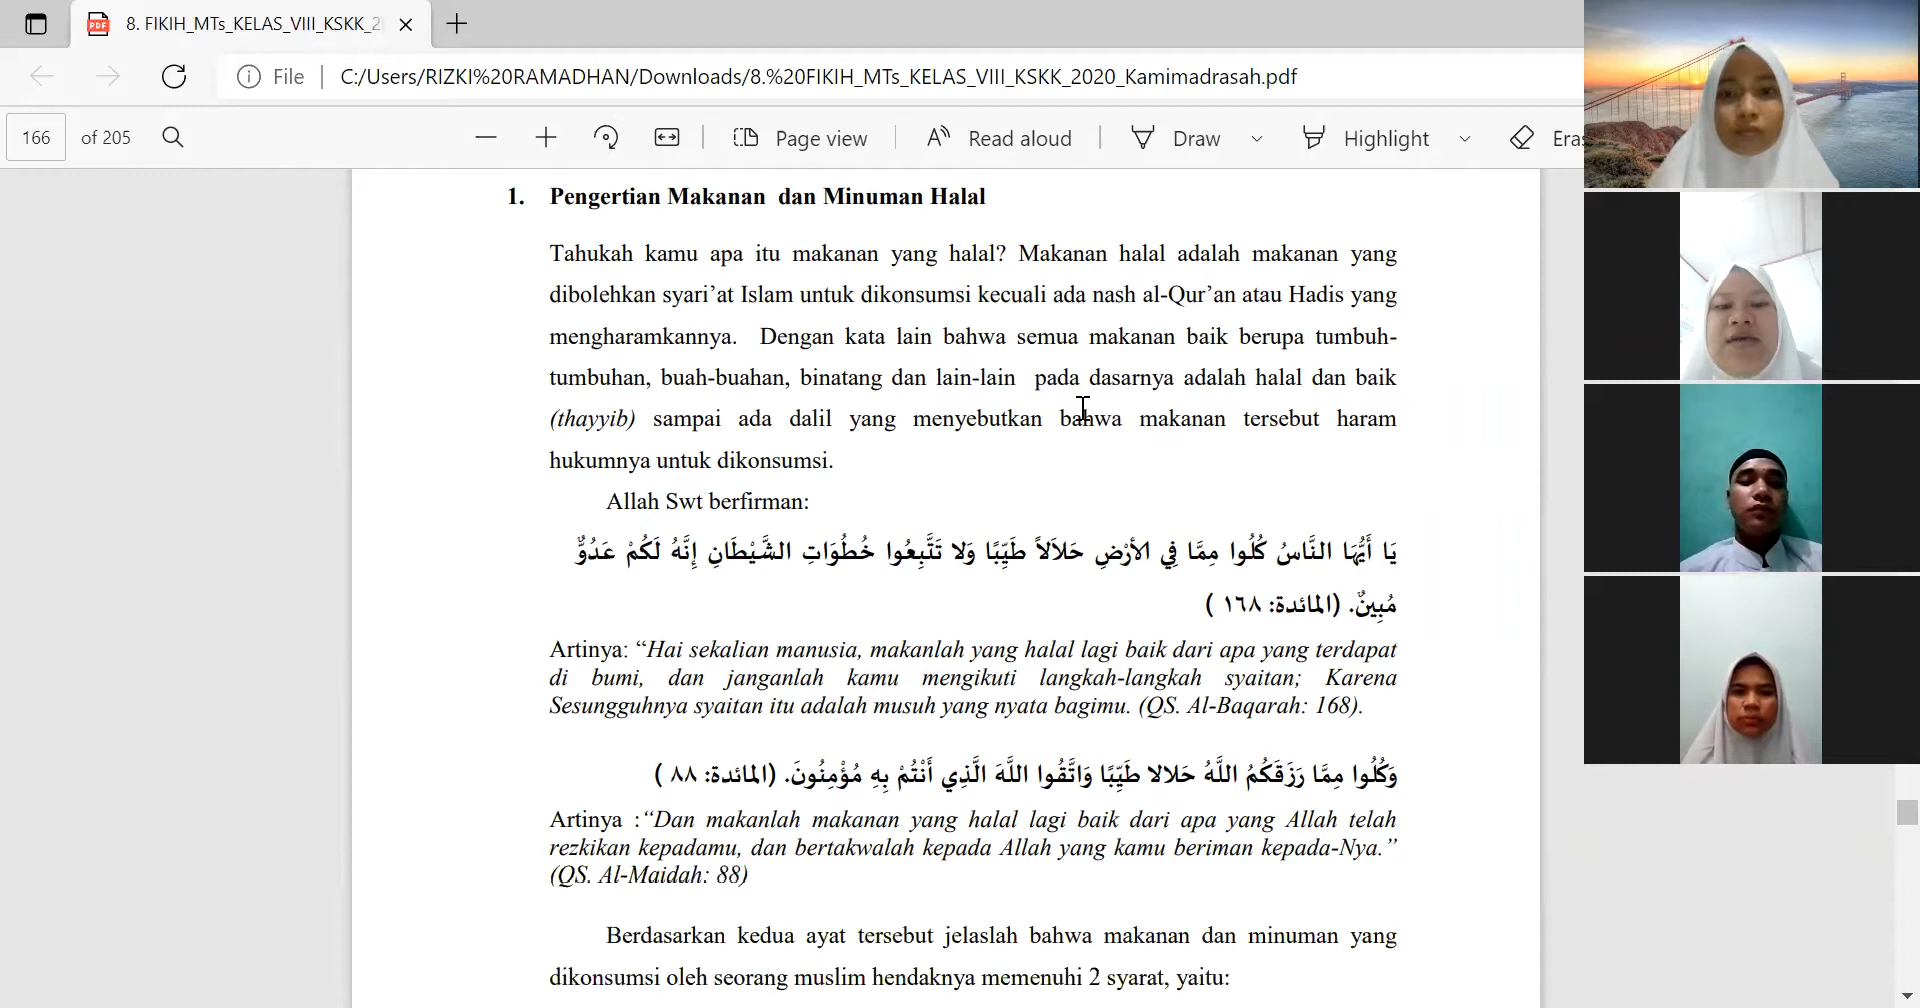 8. FIKIH_MTs_KELAS_VIII_KSKK_2
File
C:/Users/RIZKI%20RAMADHAN/Downloads/8.%20FIKIH_MTs_KELAS_VIII_KSKK_2020_Kamimadrasah.pdf
166 of 205 Page view Read aloud Draw Highlight Eras
1. Pengertian Makanan dan Minuman Halal
Tahukah kamu apa itu makanan yang halal? Makanan halal adalah makanan yang
dibolehkan syari’at Islam untuk dikonsumsi kecuali ada nash al-Qur’an atau Hadis yang
mengharamkannya. Dengan kata lain bahwa semua makanan baik berupa tumbuh-
tumbuhan, buah-buahan, binatang dan lain-lain pada dasarnya adalah halal dan baik
(thayyib) sampai ada dalil yang menyebutkan bahwa makanan tersebut haram
hukumnya untuk dikonsumsi.
Allah Swt berfirman:
يَا أَيُّهَا النَّاسُ كُلُوا مِمَّا فِي الأرْضِ حَلاَلاً طَيِّبًا وَلا تَتَّبِعُوا خُطُوَاتِ الشَّيْطَانِ إِنَّهُ لَكُمْ عَدُوٌّ
مُبِينٌ. (المائدة: ١٦٨ )
Artinya: “Hai sekalian manusia, makanlah yang halal lagi baik dari apa yang terdapat
di bumi, dan janganlah kamu mengikuti langkah-langkah syaitan; Karena
Sesungguhnya syaitan itu adalah musuh yang nyata bagimu. (QS. Al-Baqarah: 168).
وَكُلُوا مِمَّا رَزَقَكُمُ اللَّهُ حَلالا طَيِّبًا وَاتَّقُوا اللَّهَ الَّذِي أَنْتُمْ بِهِ مُؤْمِنُونَ. (المائدة: ٨٨ )
Artinya :“Dan makanlah makanan yang halal lagi baik dari apa yang Allah telah
rezkikan kepadamu, dan bertakwalah kepada Allah yang kamu beriman kepada-Nya.”
(QS. Al-Maidah: 88)
Berdasarkan kedua ayat tersebut jelaslah bahwa makanan dan minuman yang
dikonsumsi oleh seorang muslim hendaknya memenuhi 2 syarat, yaitu: